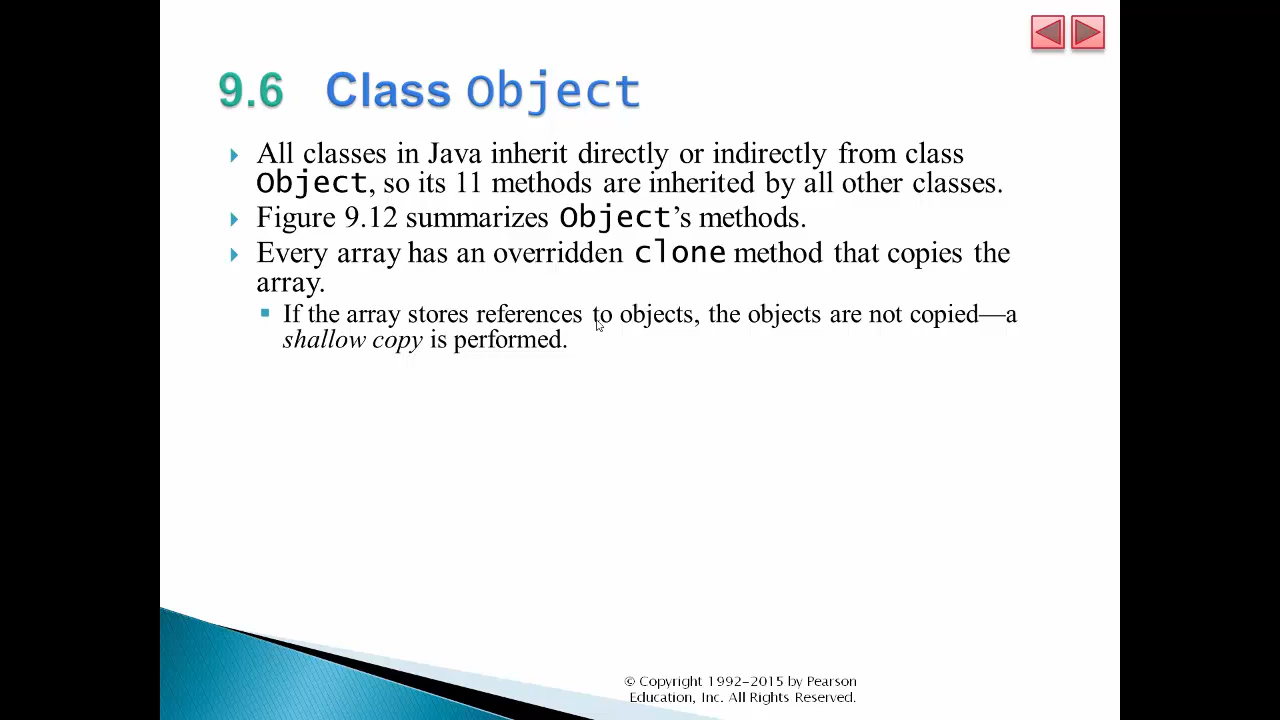 9.6 Class Object
All classes in Java inherit directly or indirectly from class
Object, so its 11 methods are inherited by all other classes.
Figure 9.12 summarizes Object’s methods.
Every array has an overridden clone method that copies the
array.
If the array stores references to objects, the objects are not copied—a
shallow copy is performed.
© Copyright 1992–2015 by Pearson
Education, Inc. All Rights Reserved.